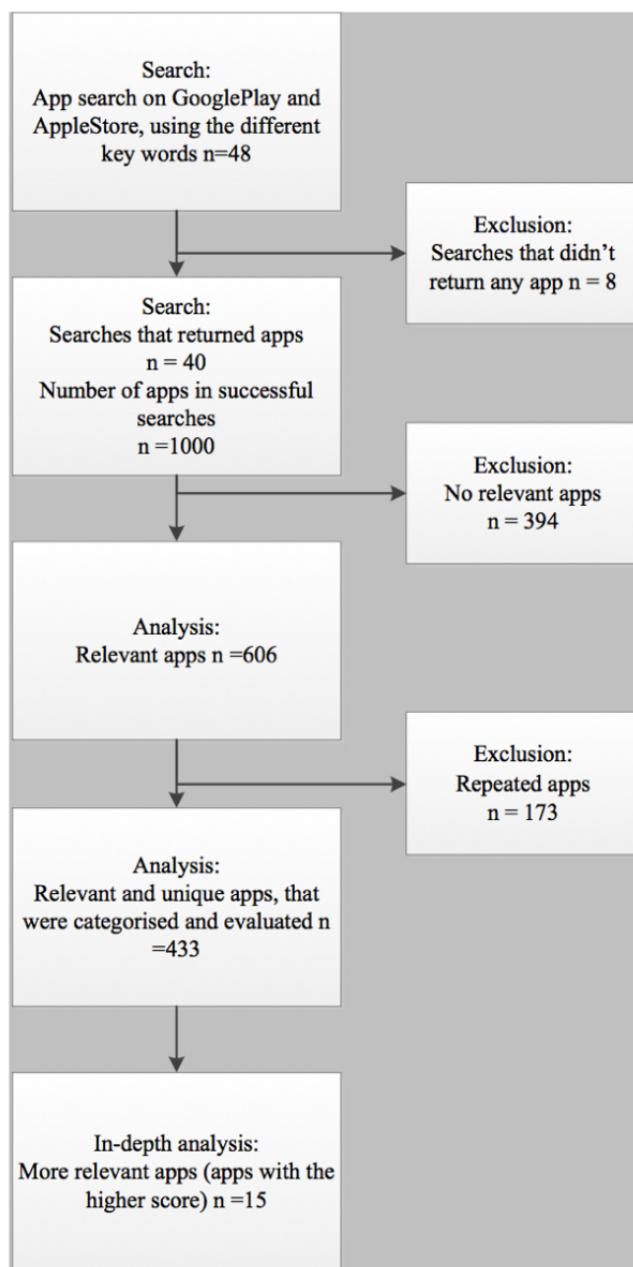 Search:
App search on GooglePlay and
AppleStore, using the different
key words n=48
Exclusion:
Searches that didn’t
return any app n = 8
Search:
Searches that returned apps
n = 40
Number of apps in successful
searches
n =1000
Exclusion:
No relevant apps
n = 394
Analysis:
Relevant apps n =606
Exclusion:
Repeated apps
n = 173
Analysis:
Relevant and unique apps, that
were categorised and evaluated n
=433
In-depth analysis:
More relevant apps (apps with the
higher score) n =15